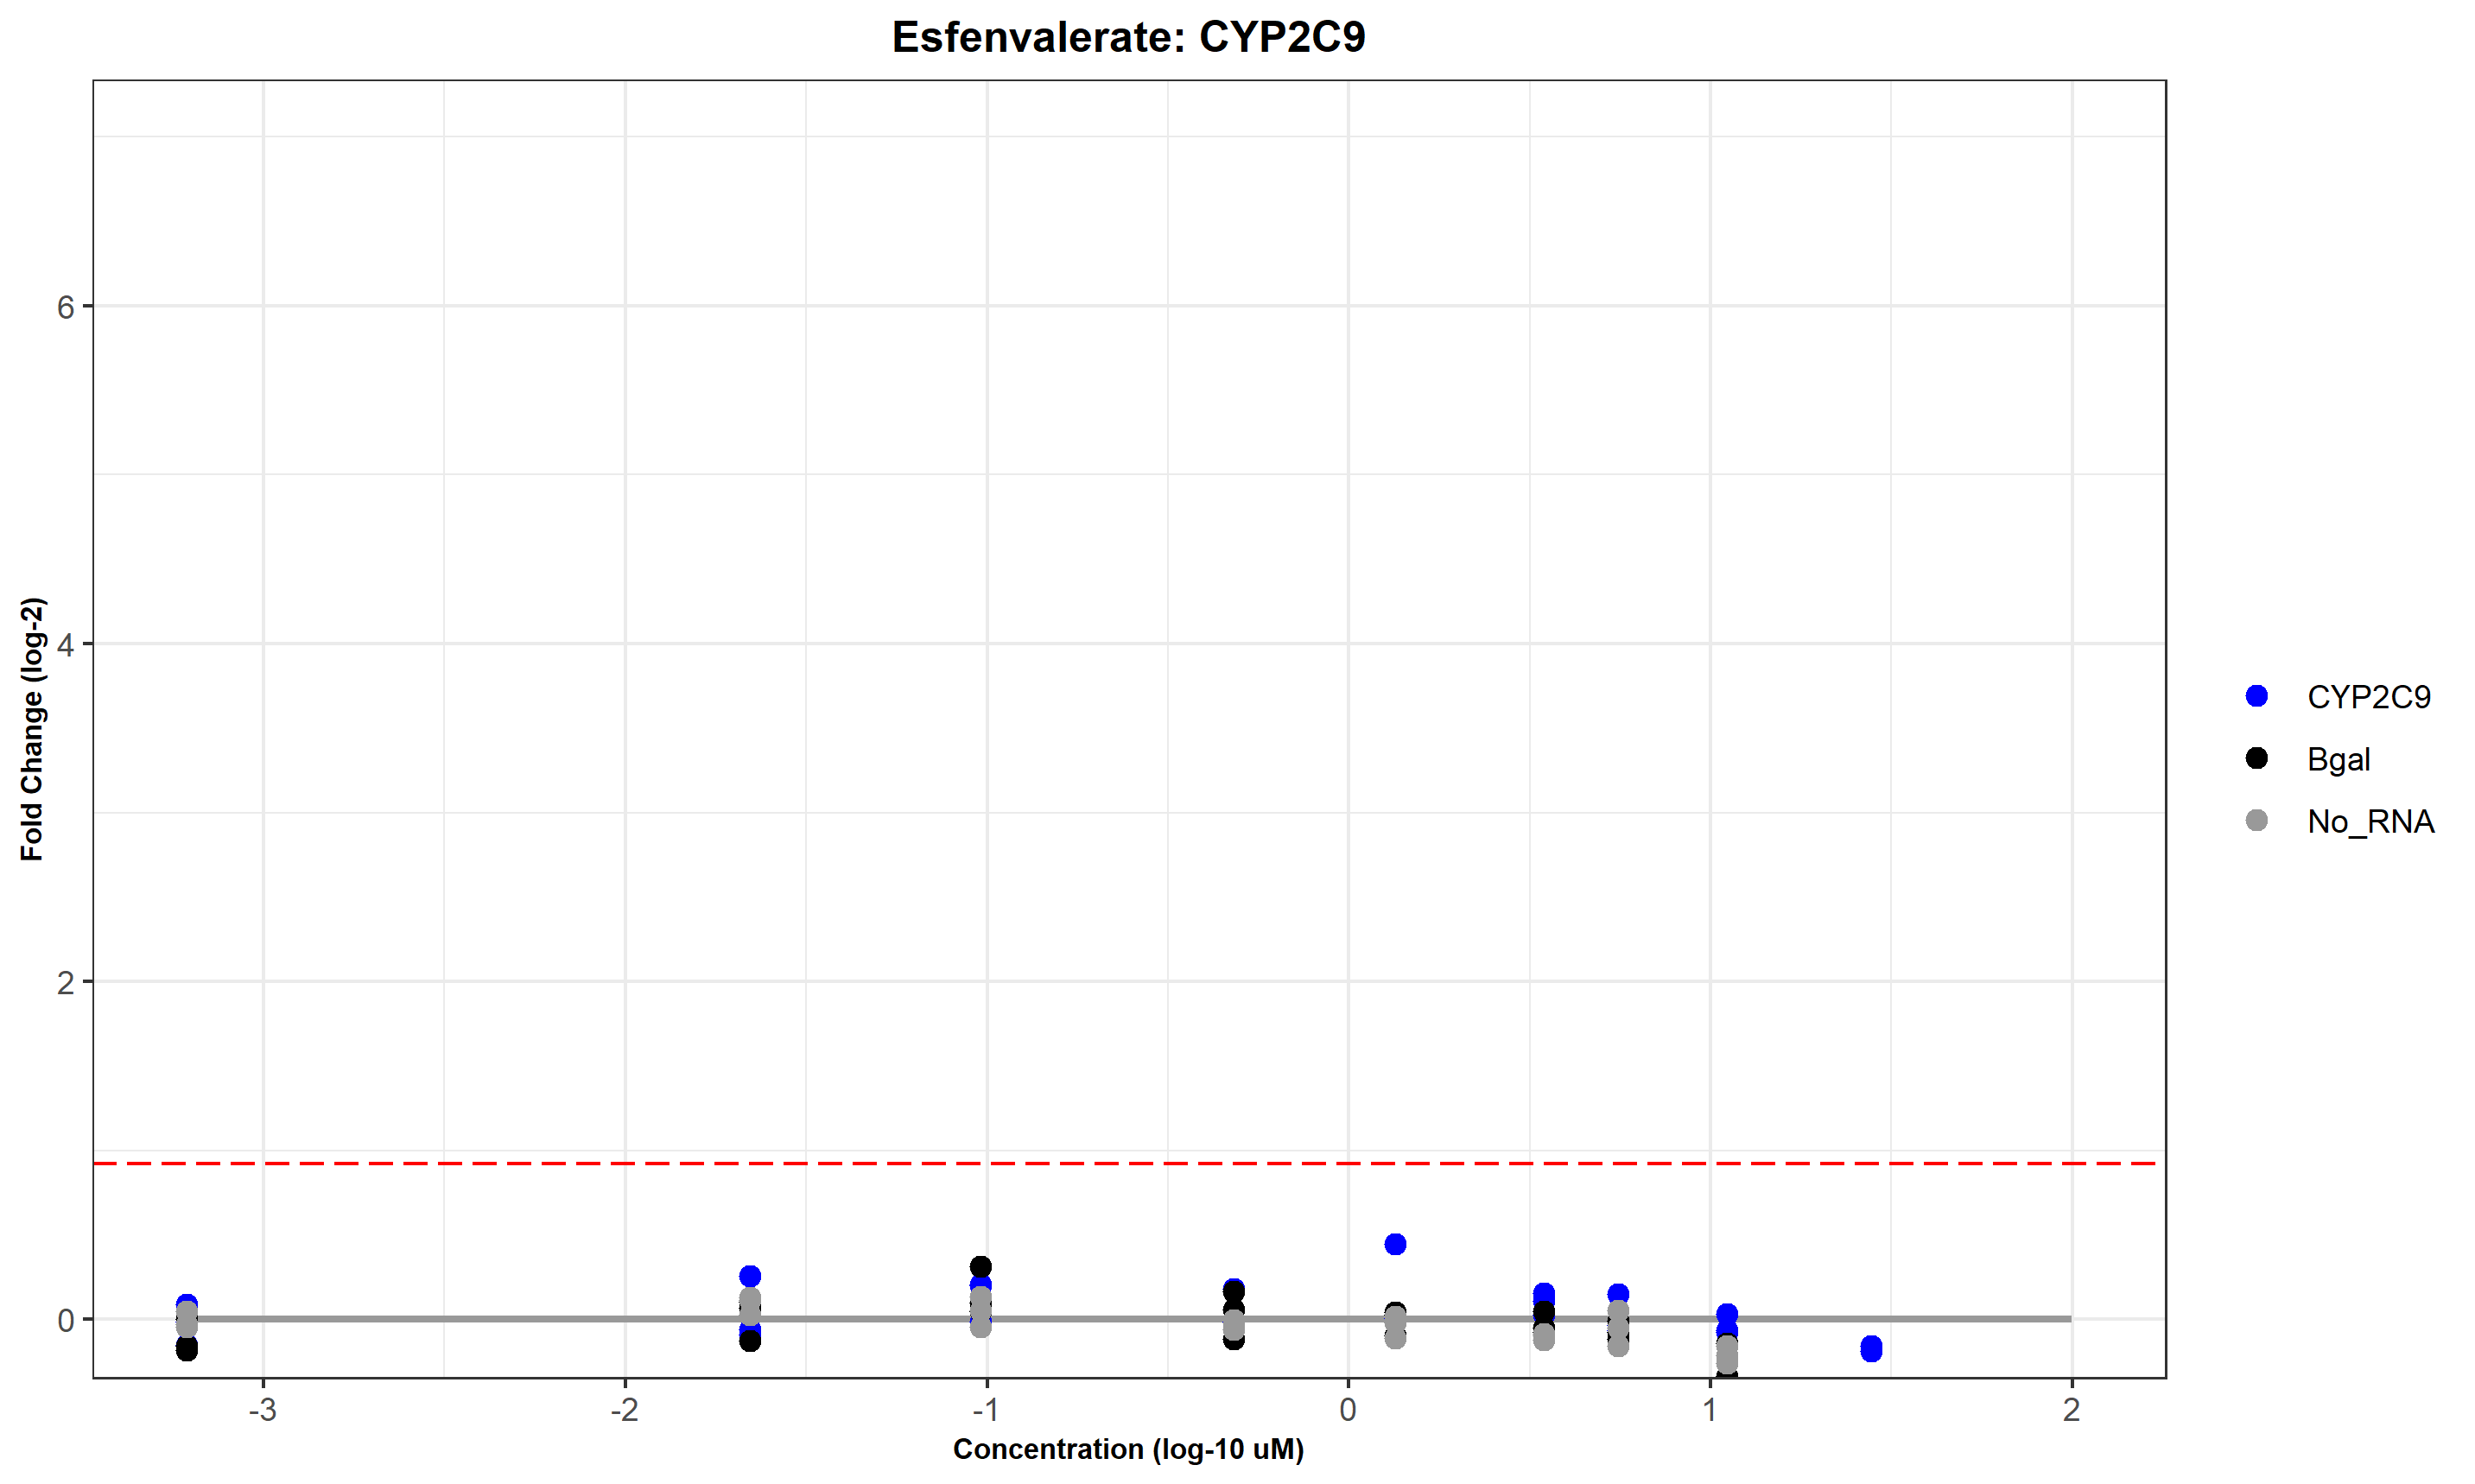 Esfenvalerate: CYP2C9
Fold Change (log-2)
6
4
2
0
-3
-2
-1
0
1
2
Concentration (log-10 uM)
CYP2C9
Bgal
No_RNA